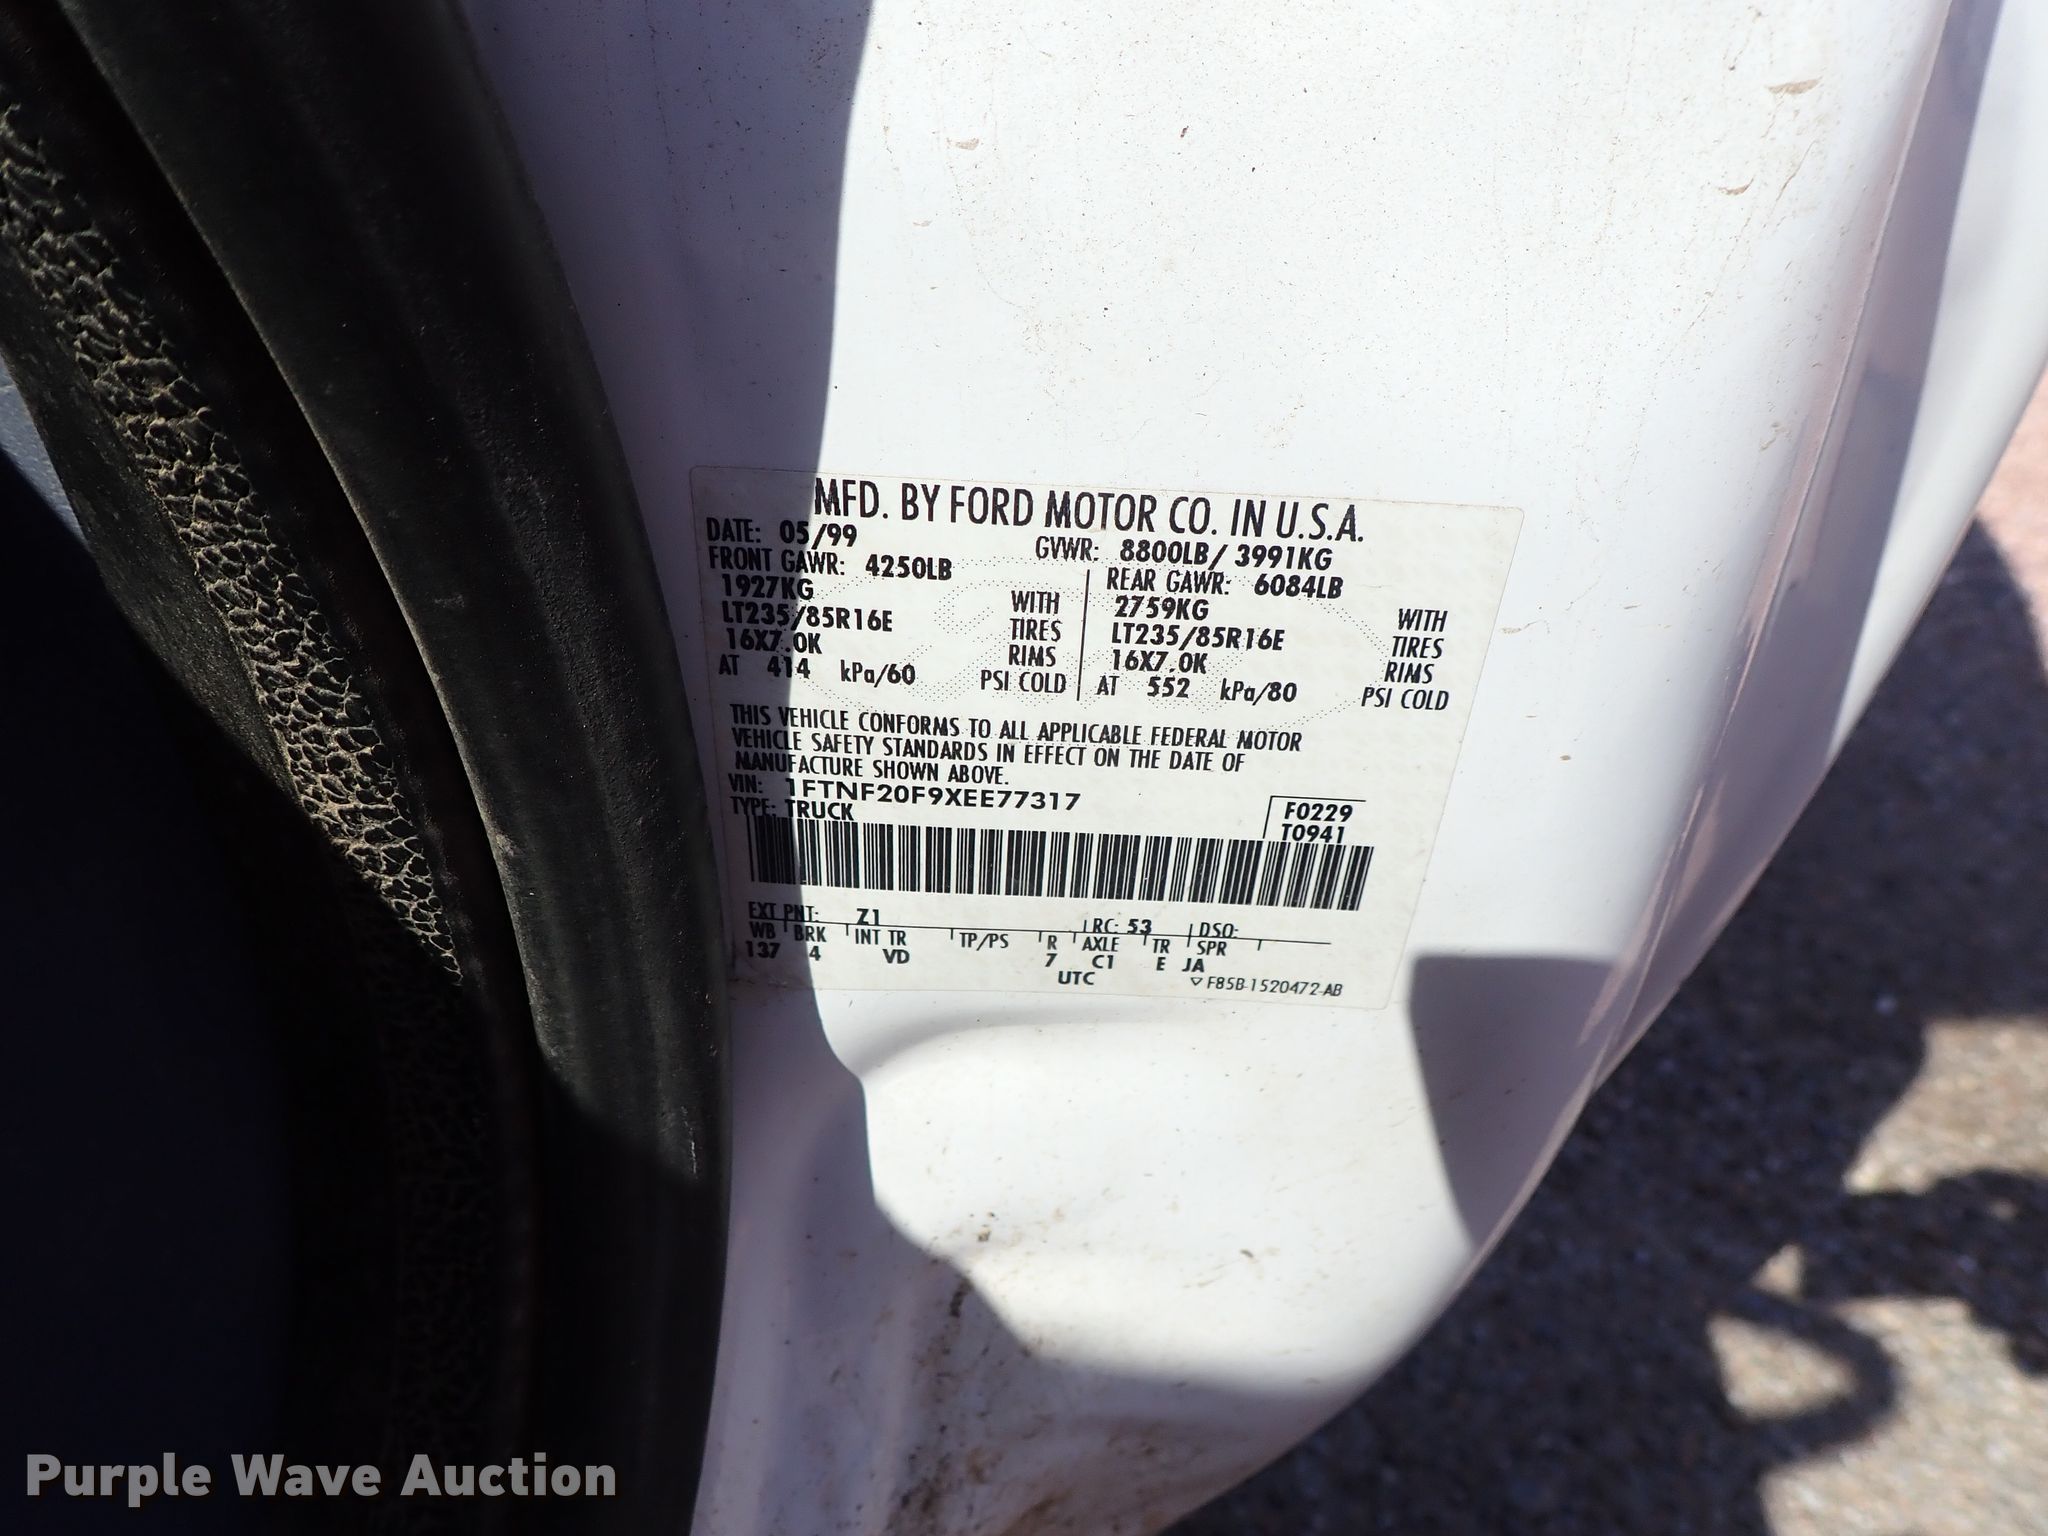 MFD. BY FORD MOTOR CO. IN U.S.A.
DATE: 05/99 GVWR: 8800LB/ 3991KG
FRONT GAWR: 4250LB REAR GAWR: 6084LB
1927KG WITH 2759KG WITH
LT235/85R16E TIRES LT235/85R16E TIRES
16X7.0K RIMS 16X7.0K RIMS
AT 414 kPa/60 PSI COLD AT 552 kPa/80 PSI COLD
THIS VEHICLE CONFORMS TO ALL APPLICABLE FEDERAL MOTOR
VEHICLE SAFETY STANDARDS IN EFFECT ON THE DATE OF
MANUFACTURE SHOWN ABOVE.
VIN: 1FTNF20F9XEE77317 F0229
TYPE: TRUCK T0941
EXT PNT: Z1 RC: 53 DSO:
WB BRK INT TR TP/PS R AXLE TR SPR
137 4 VD 7 C1 E JA
UTC ▽ F85B-1520472-AB
Purple Wave Auction